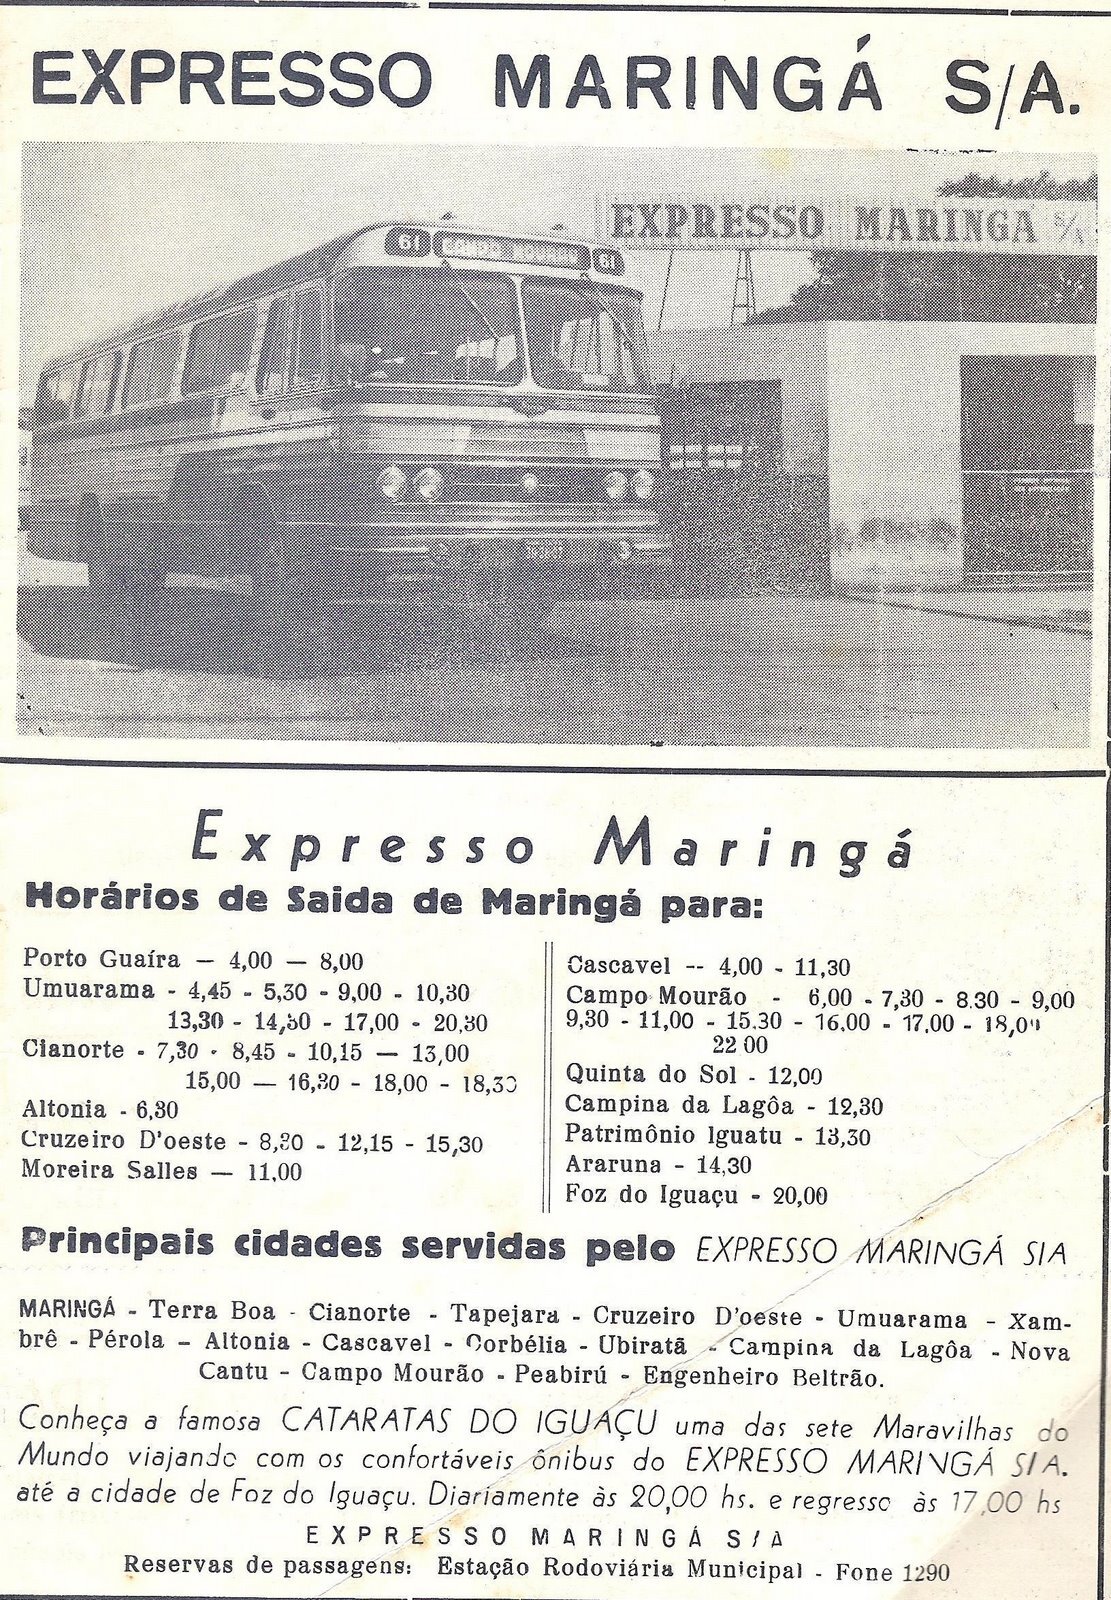 EXPRESSO MARINGÁ S/A.
61 CAMPO MOURÃO 61
EXPRESSO MARINGÁ S/A
Expresso Maringá
Horários de Saida de Maringá para:
Porto Guaíra — 4,00 — 8,00
Umuarama - 4,45 - 5,30 - 9,00 - 10,30
13,30 - 14,30 - 17,00 - 20,30
Cianorte - 7,30 - 8,45 - 10,15 — 13,00
15,00 — 16,30 - 18,00 - 18,30
Altonia - 6,30
Cruzeiro D'oeste - 8,30 - 12,15 - 15,30
Moreira Salles — 11,00
Cascavel -- 4,00 - 11,30
Campo Mourão - 6,00 - 7,30 - 8.30 - 9,00
9,30 - 11,00 - 15.30 - 16,00 - 17,00 - 18,00
22 00
Quinta do Sol - 12,00
Campina da Lagôa - 12,30
Patrimônio Iguatu - 13,30
Araruna - 14,30
Foz do Iguaçu - 20,00
Principais cidades servidas pelo EXPRESSO MARINGÁ S/A
MARINGÁ - Terra Boa - Cianorte - Tapejara - Cruzeiro D'oeste - Umuarama - Xam-
brê - Pérola - Altonia - Cascavel - Corbélia - Ubiratã - Campina da Lagôa - Nova
Cantu - Campo Mourão - Peabirú - Engenheiro Beltrão.
Conheça a famosa CATARATAS DO IGUAÇU uma das sete Maravilhas do
Mundo viajando com os confortáveis ônibus do EXPRESSO MARINGÁ S/A.
até a cidade de Foz do Iguaçu. Diariamente às 20,00 hs. e regresso às 17,00 hs
EXPRESSO MARINGÁ S/A
Reservas de passagens: Estação Rodoviária Municipal - Fone 1290